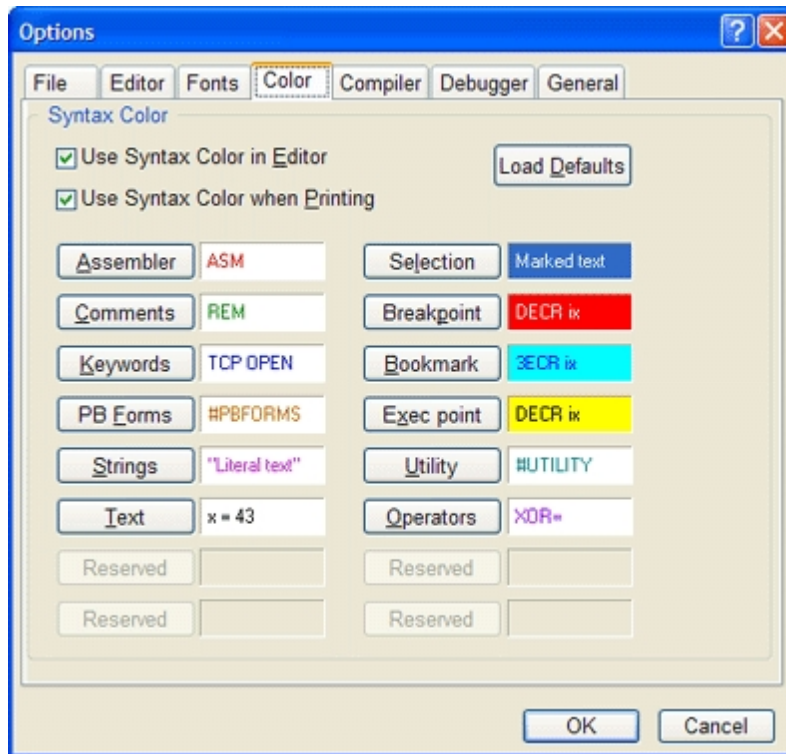 Options
File Editor Fonts Color Compiler Debugger General
Syntax Color
Use Syntax Color in Editor
Load Defaults
Use Syntax Color when Printing
Assembler ASM Selection Marked text
Comments REM Breakpoint DECR ix
Keywords TCP OPEN Bookmark 3ECR ix
PB Forms #PBFORMS Exec point DECR ix
Strings "Literal text" Utility #UTILITY
Text x = 43 Operators XOR=
Reserved Reserved
Reserved Reserved
OK Cancel